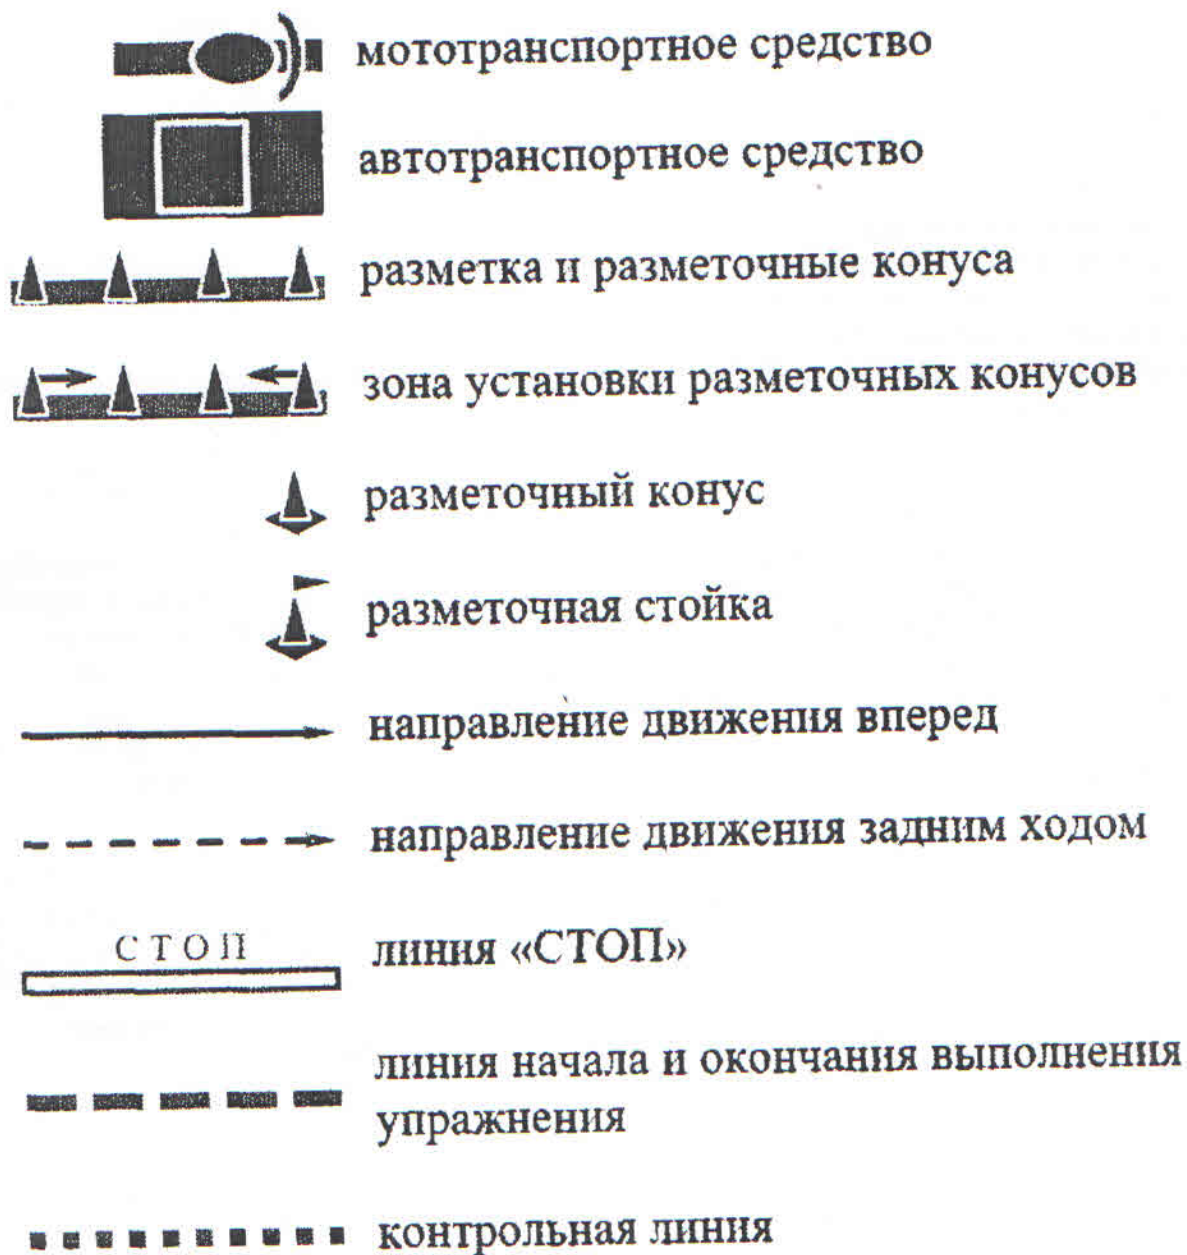 мототранспортное средство
автотранспортное средство
разметка и разметочные конуса
зона установки разметочных конусов
разметочный конус
разметочная стойка
направление движения вперед
направление движения задним ходом
СТОП
линия «СТОП»
линия начала и окончания выполнения
упражнения
контрольная линия